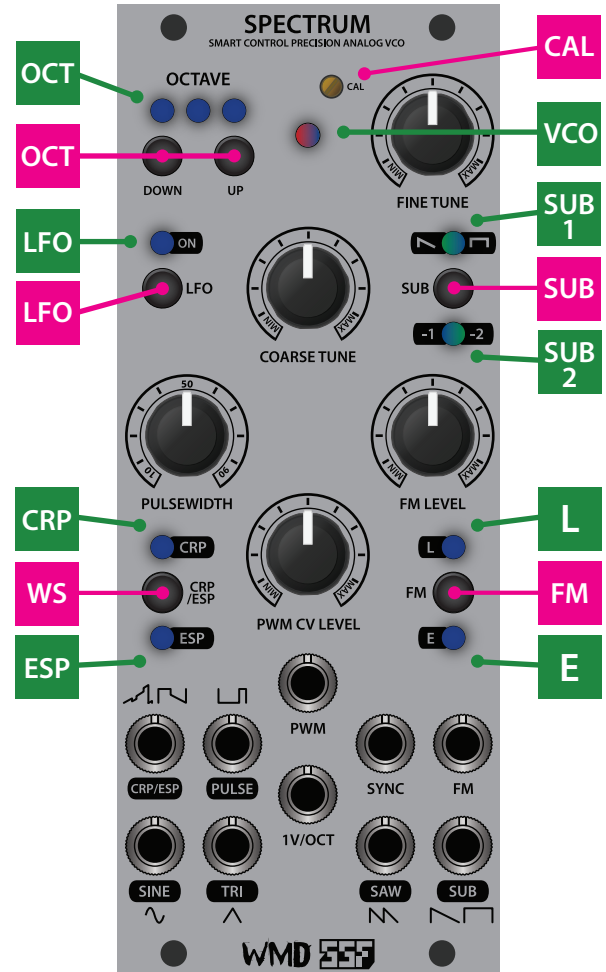 SPECTRUM
SMART CONTROL PRECISION ANALOG VCO
OCT
OCTAVE
CAL
CAL
OCT
VCO
MIN
MAX
DOWN
UP
FINE TUNE
LFO
ON
SUB
1
LFO
LFO
SUB
SUB
MIN
MAX
COARSE TUNE
-1
-2
SUB
2
50
10
90
PULSEWIDTH
MIN
MAX
FM LEVEL
CRP
CRP
L
L
WS
CRP
/ESP
MIN
MAX
FM
FM
PWM CV LEVEL
ESP
ESP
E
E
PWM
CRP/ESP
PULSE
SYNC
FM
1V/OCT
SINE
TRI
SAW
SUB
WMD SSF